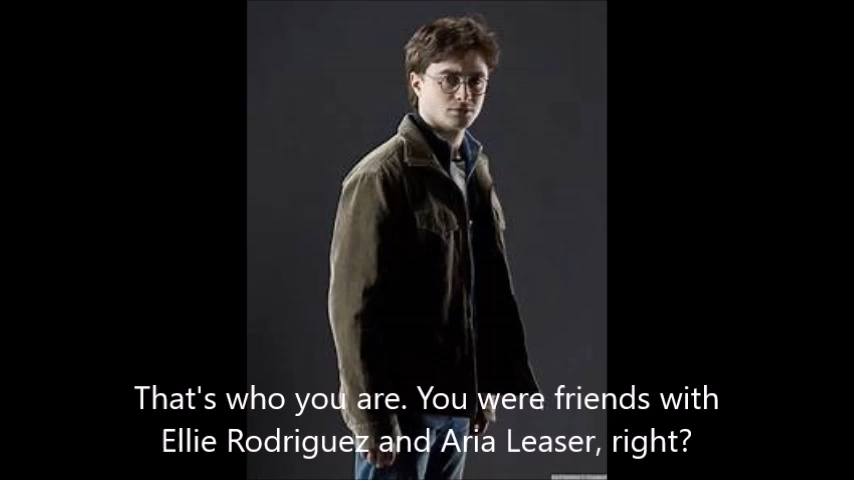 That's who you are. You were friends with
Ellie Rodriguez and Aria Leaser, right?